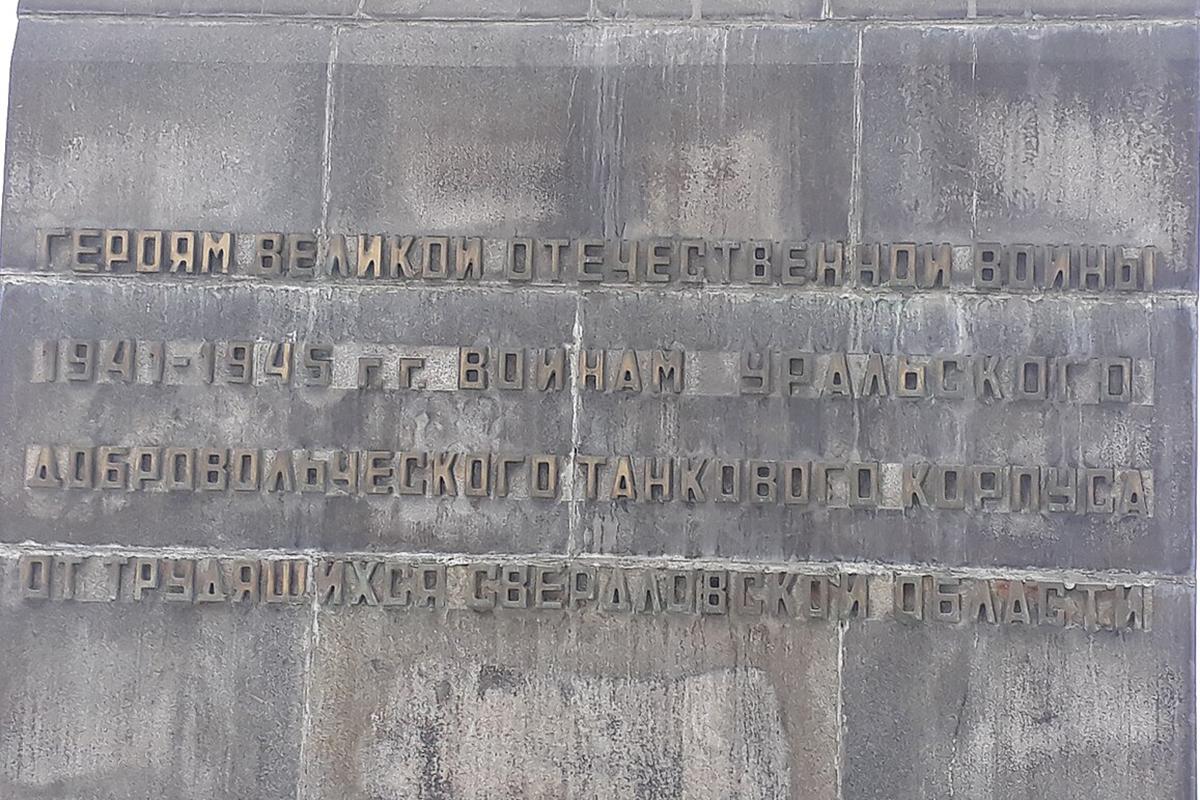 ГЕРОЯМ ВЕЛИКОЙ ОТЕЧЕСТВЕННОЙ ВОЙНЫ
1941-1945 г.г. ВОИНАМ УРАЛЬСКОГО
ДОБРОВОЛЬЧЕСКОГО ТАНКОВОГО КОРПУСА
ОТ ТРУДЯЩИХСЯ СВЕРДЛОВСКОЙ ОБЛАСТИ